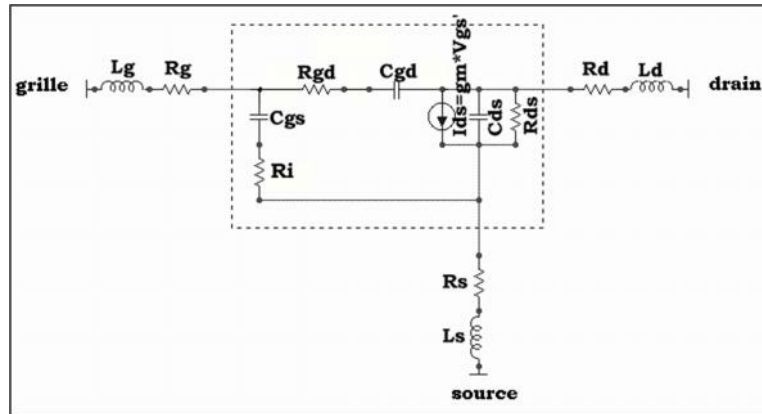 Lg
Rg
grille
Rgd
Cgd
Ids=gm*Vgs'
Cds
Rds
Rd
Ld
drain
Cgs
Ri
Rs
Ls
source